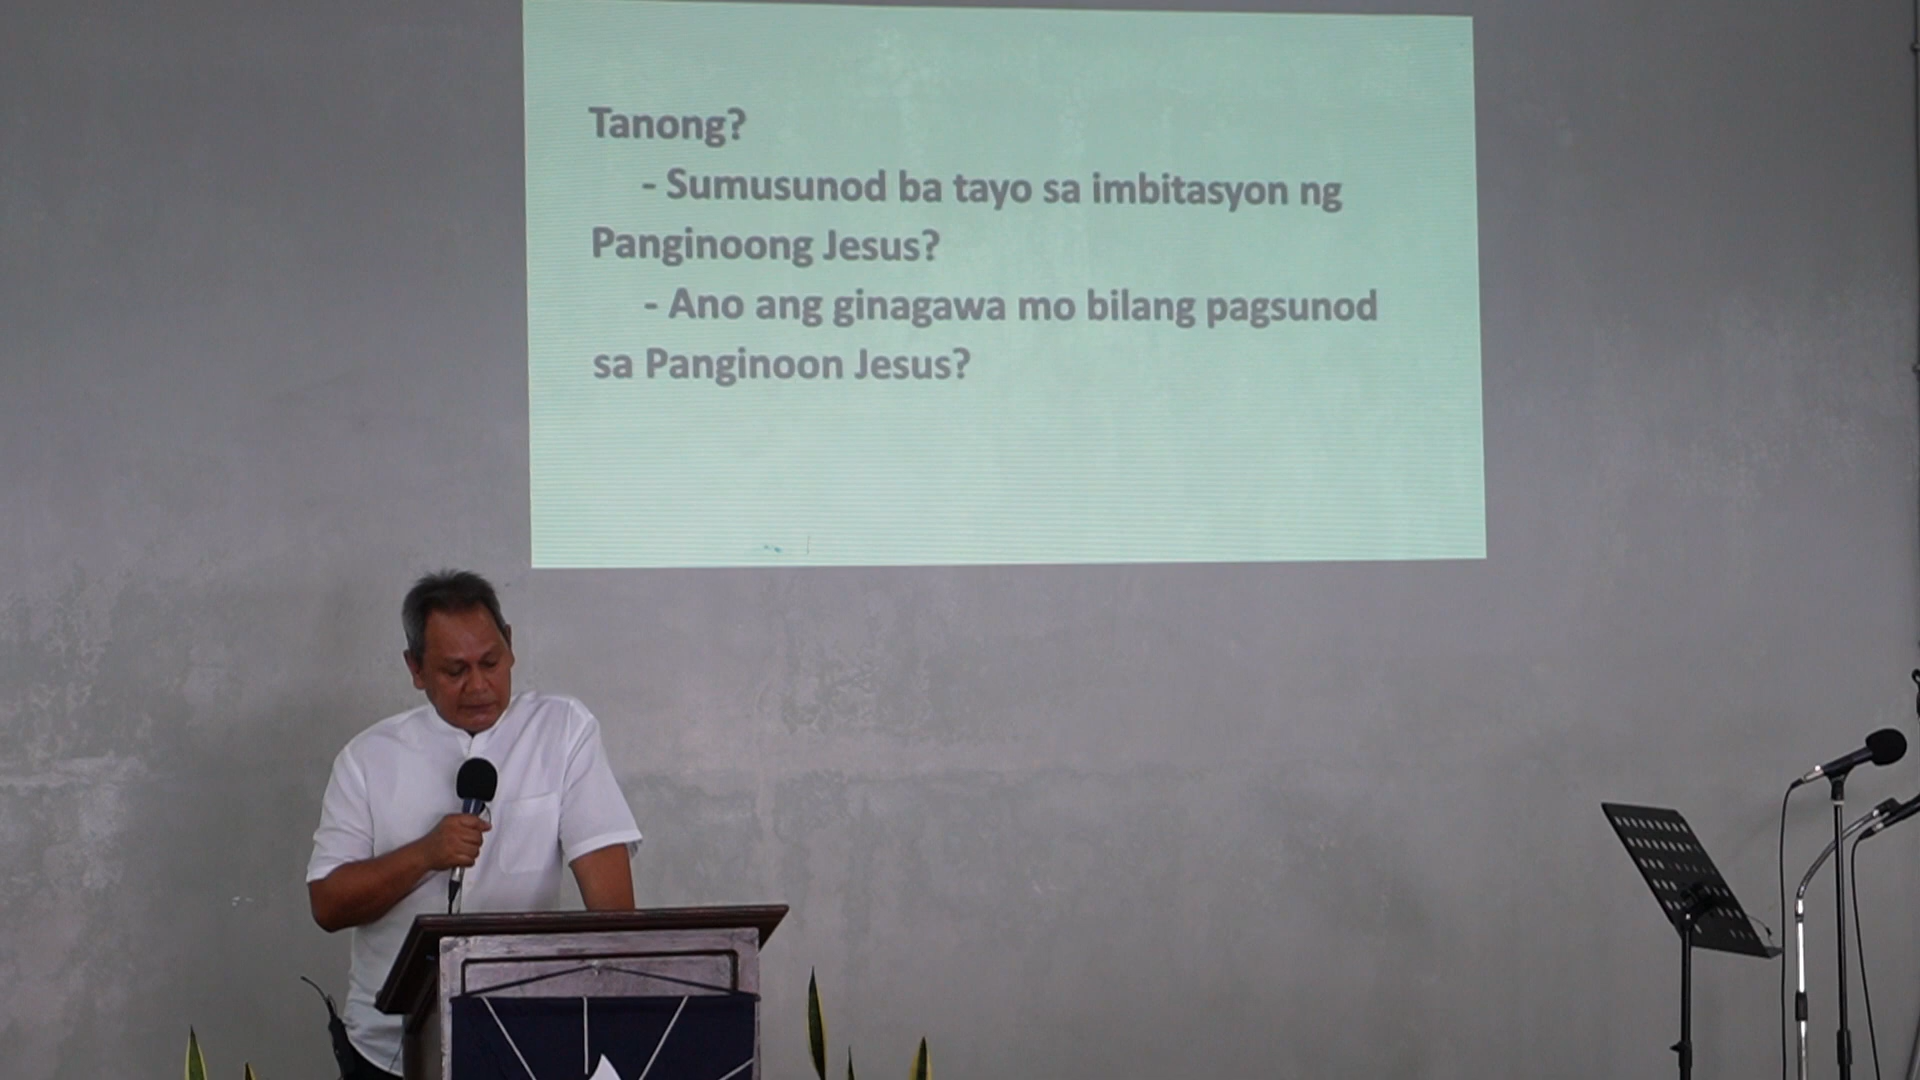 Tanong?
- Sumusunod ba tayo sa imbitasyon ng
Panginoong Jesus?
- Ano ang ginagawa mo bilang pagsunod
sa Panginoon Jesus?